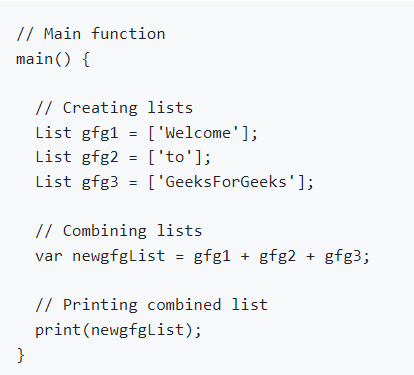 // Main function
main() {
  // Creating lists
  List gfg1 = ['Welcome'];
  List gfg2 = ['to'];
  List gfg3 = ['GeeksForGeeks'];
  // Combining lists
  var newgfgList = gfg1 + gfg2 + gfg3;
  // Printing combined list
  print(newgfgList);
}